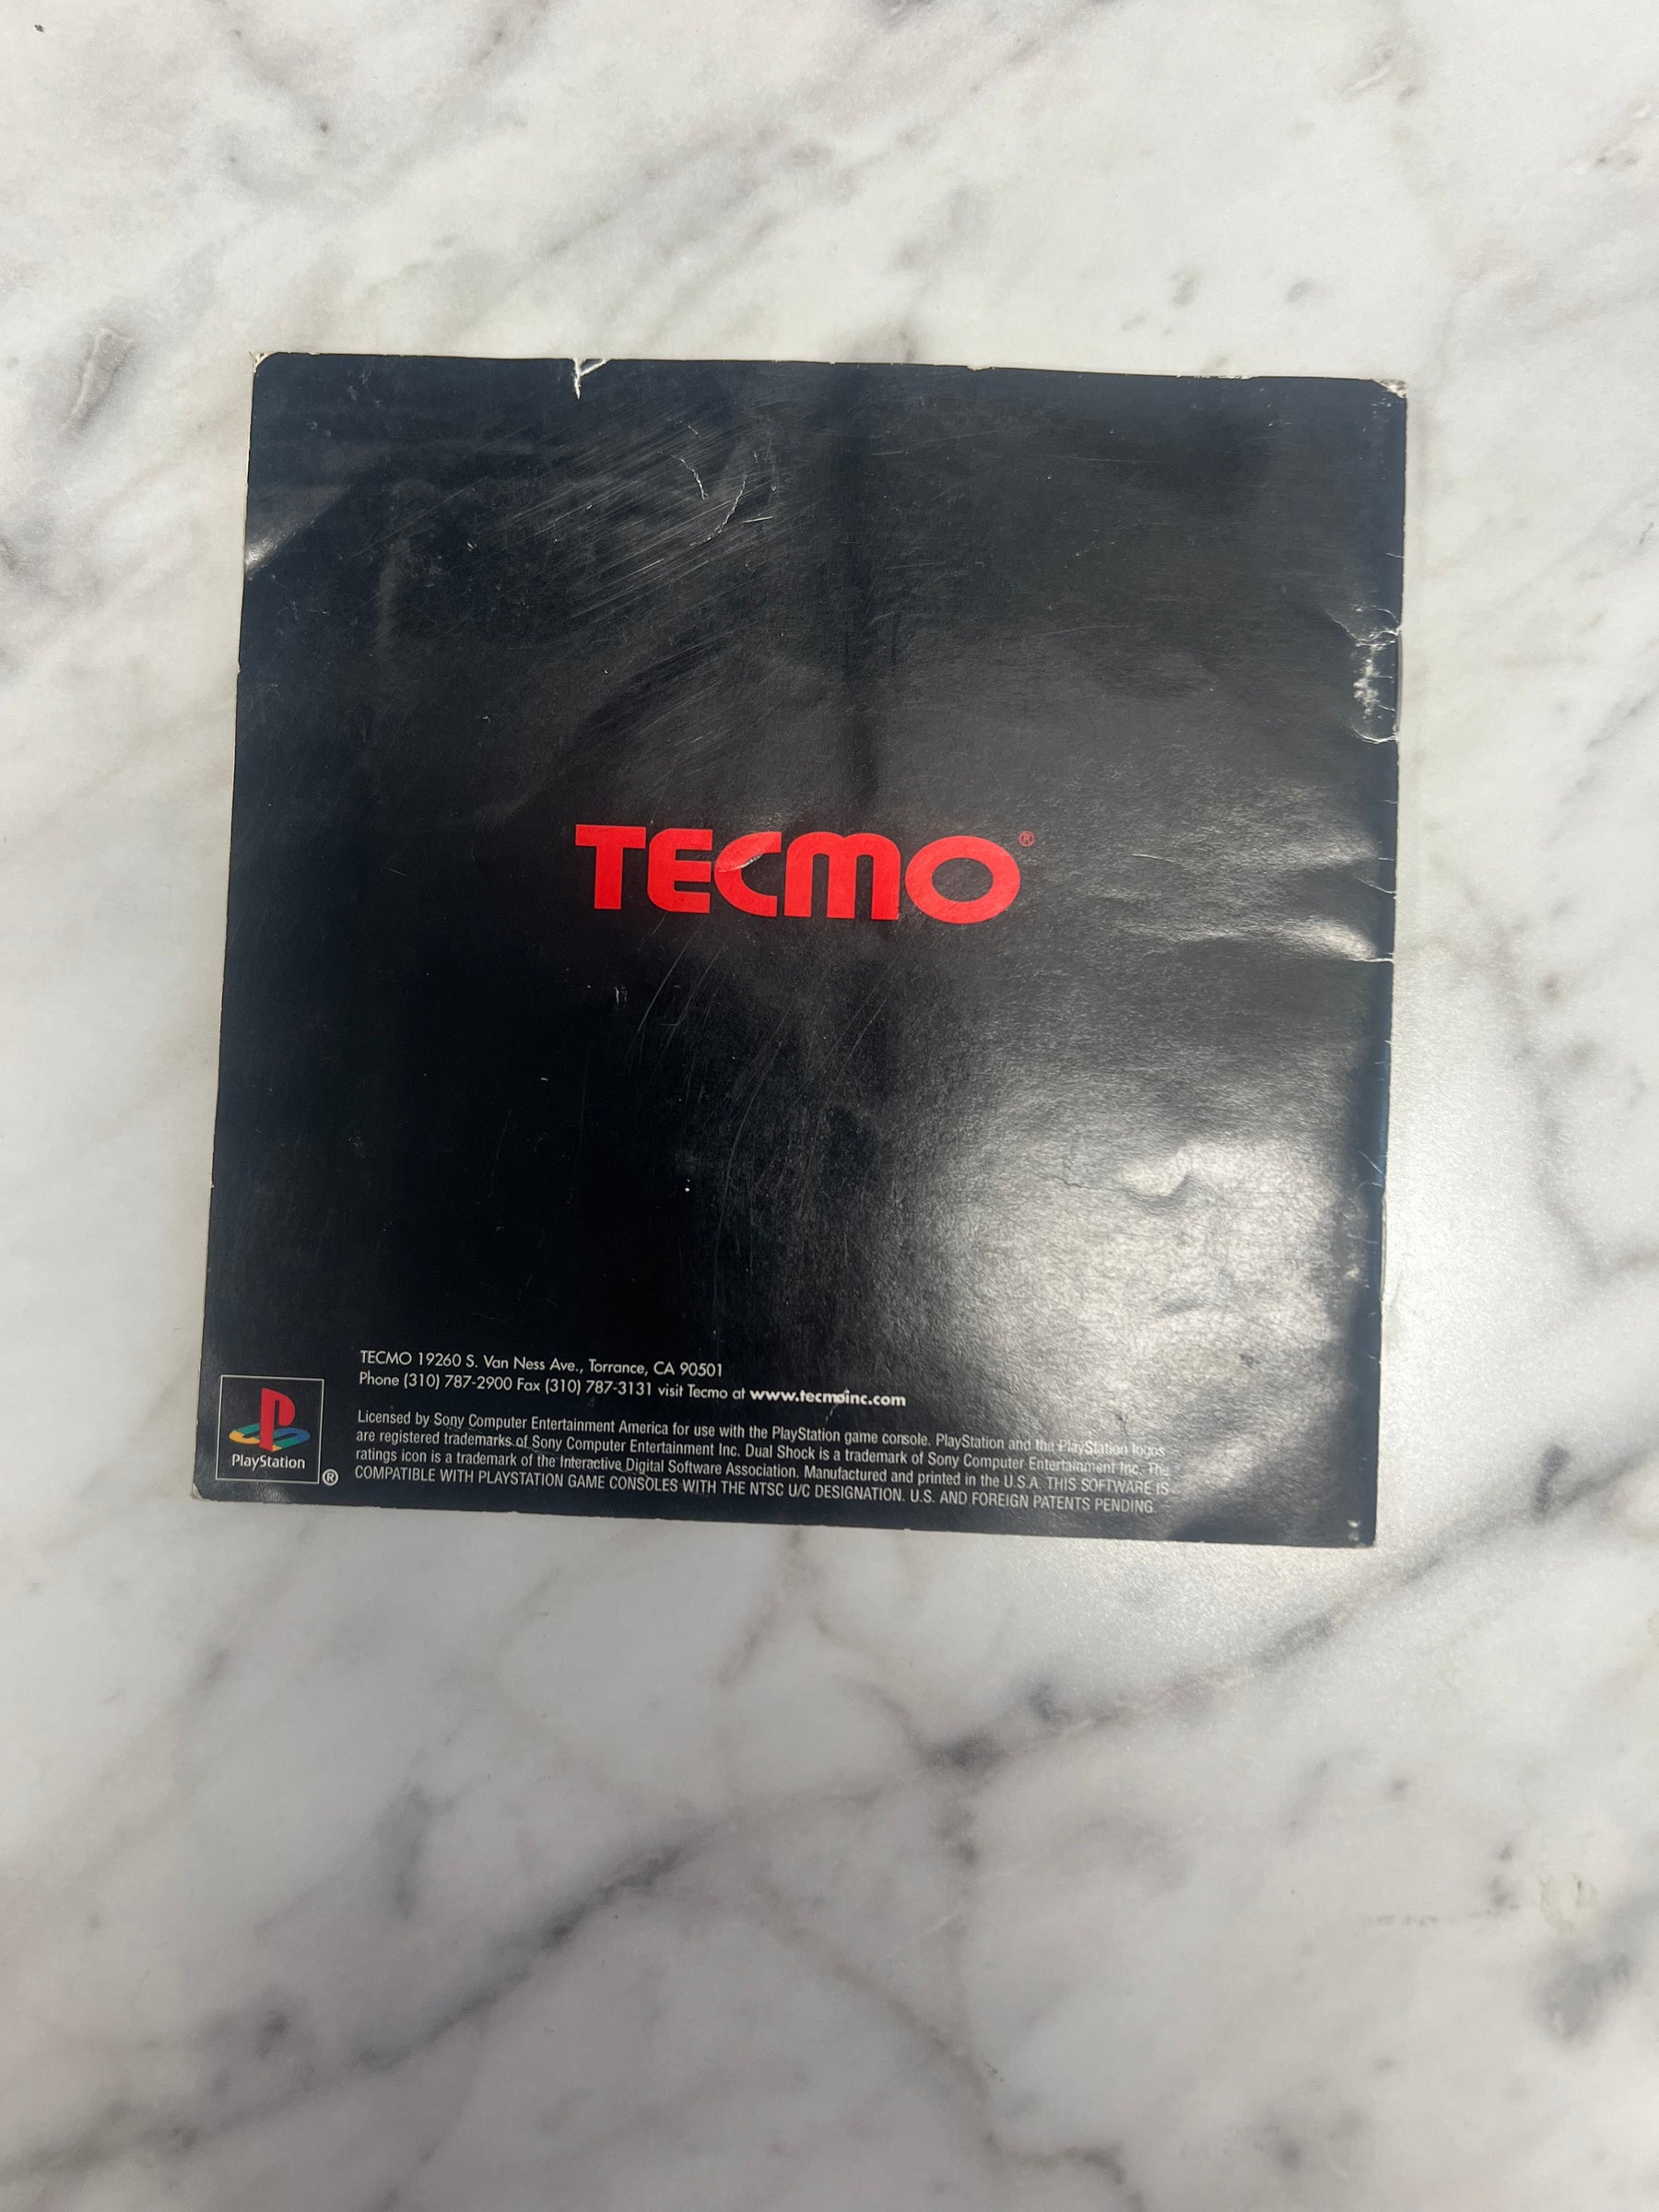 TECMO®
TECMO 19260 S. Van Ness Ave., Torrance, CA 90501
Phone (310) 787-2900 Fax (310) 787-3131 visit Tecmo at www.tecmoinc.com
Licensed by Sony Computer Entertainment America for use with the PlayStation game console. PlayStation and the PlayStation logos
are registered trademarks of Sony Computer Entertainment Inc. Dual Shock is a trademark of Sony Computer Entertainment Inc. The
ratings icon is a trademark of the Interactive Digital Software Association. Manufactured and printed in the U.S.A. THIS SOFTWARE IS
COMPATIBLE WITH PLAYSTATION GAME CONSOLES WITH THE NTSC U/C DESIGNATION. U.S. AND FOREIGN PATENTS PENDING.
PlayStation
®